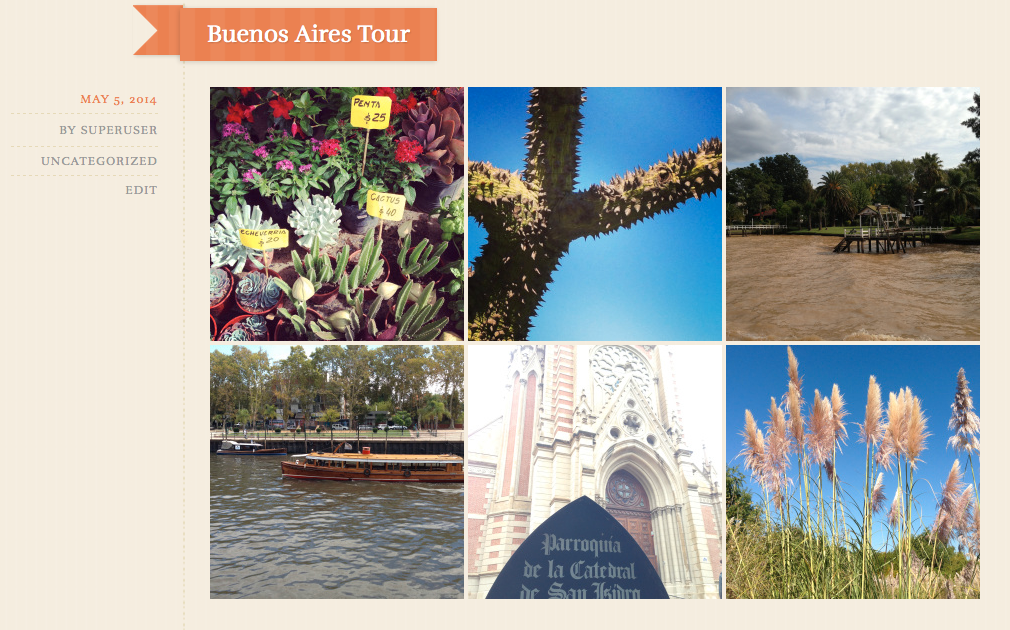 Buenos Aires Tour
MAY 5, 2014
BY SUPERUSER
UNCATEGORIZED
EDIT
PENTA
$25
CACTUS
$40
ECHEVERRIA
$20
Parroquia
de la Catedral
de San Isidro